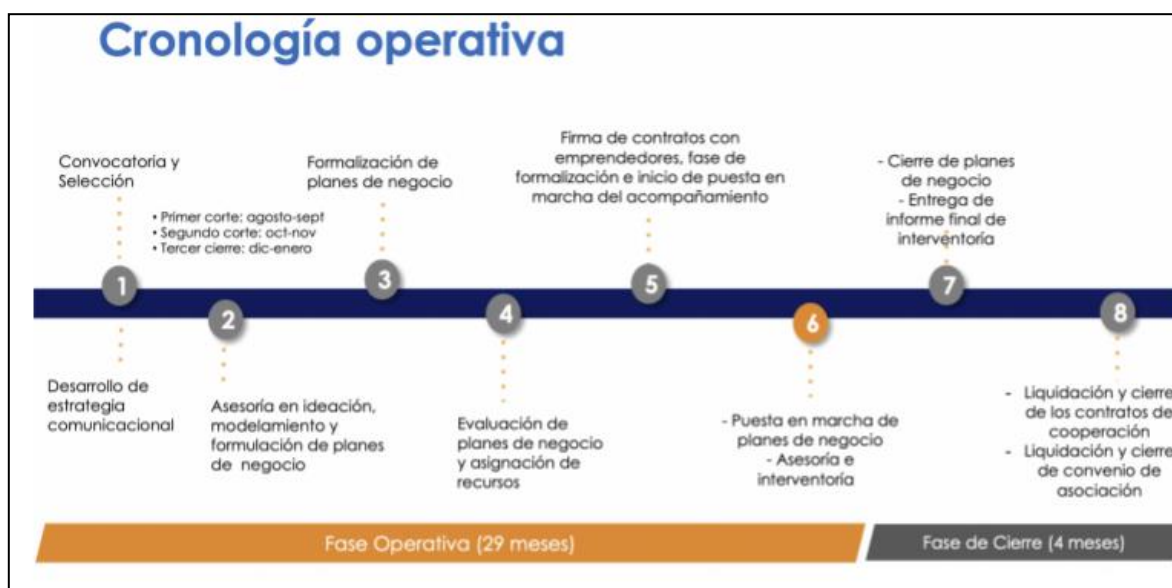 Cronología operativa
Convocatoria y
Selección
• Primer corte: agosto-sept
• Segundo corte: oct-nov
• Tercer cierre: dic-enero
Formalización de
planes de negocio
Firma de contratos con
emprendedores, fase de
formalización e inicio de puesta en
marcha del acompañamiento
- Cierre de planes
de negocio
- Entrega de
informe final de
interventoría
1
2
3
4
5
6
7
8
Desarrollo de
estrategia
comunicacional
Asesoría en ideación,
modelamiento y
formulación de planes
de negocio
Evaluación de
planes de negocio
y asignación de
recursos
- Puesta en marcha de
planes de negocio
- Asesoría e
interventoría
- Liquidación y cierre
de los contratos de
cooperación
- Liquidación y cierre
de convenio de
asociación
Fase Operativa (29 meses)
Fase de Cierre (4 meses)